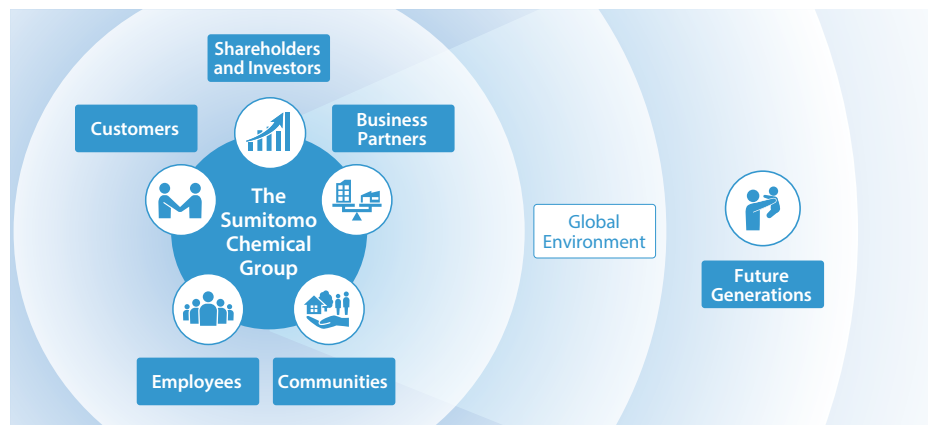 Shareholders
and Investors
Customers
Business
Partners
The
Sumitomo
Chemical
Group
Global
Environment
Future
Generations
Employees
Communities